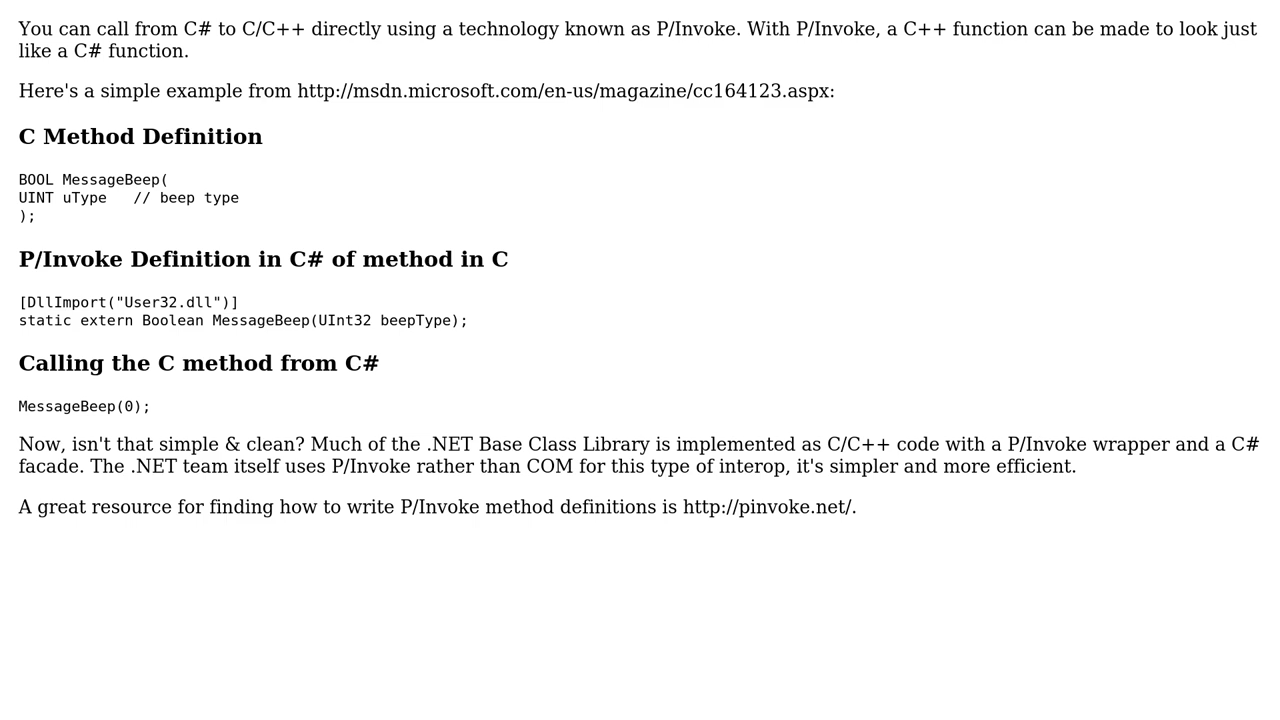 You can call from C# to C/C++ directly using a technology known as P/Invoke. With P/Invoke, a C++ function can be made to look just
like a C# function.
Here's a simple example from http://msdn.microsoft.com/en-us/magazine/cc164123.aspx:
C Method Definition
BOOL MessageBeep(
UINT uType   // beep type
);
P/Invoke Definition in C# of method in C
[DllImport("User32.dll")]
static extern Boolean MessageBeep(UInt32 beepType);
Calling the C method from C#
MessageBeep(0);
Now, isn't that simple & clean? Much of the .NET Base Class Library is implemented as C/C++ code with a P/Invoke wrapper and a C#
facade. The .NET team itself uses P/Invoke rather than COM for this type of interop, it's simpler and more efficient.
A great resource for finding how to write P/Invoke method definitions is http://pinvoke.net/.